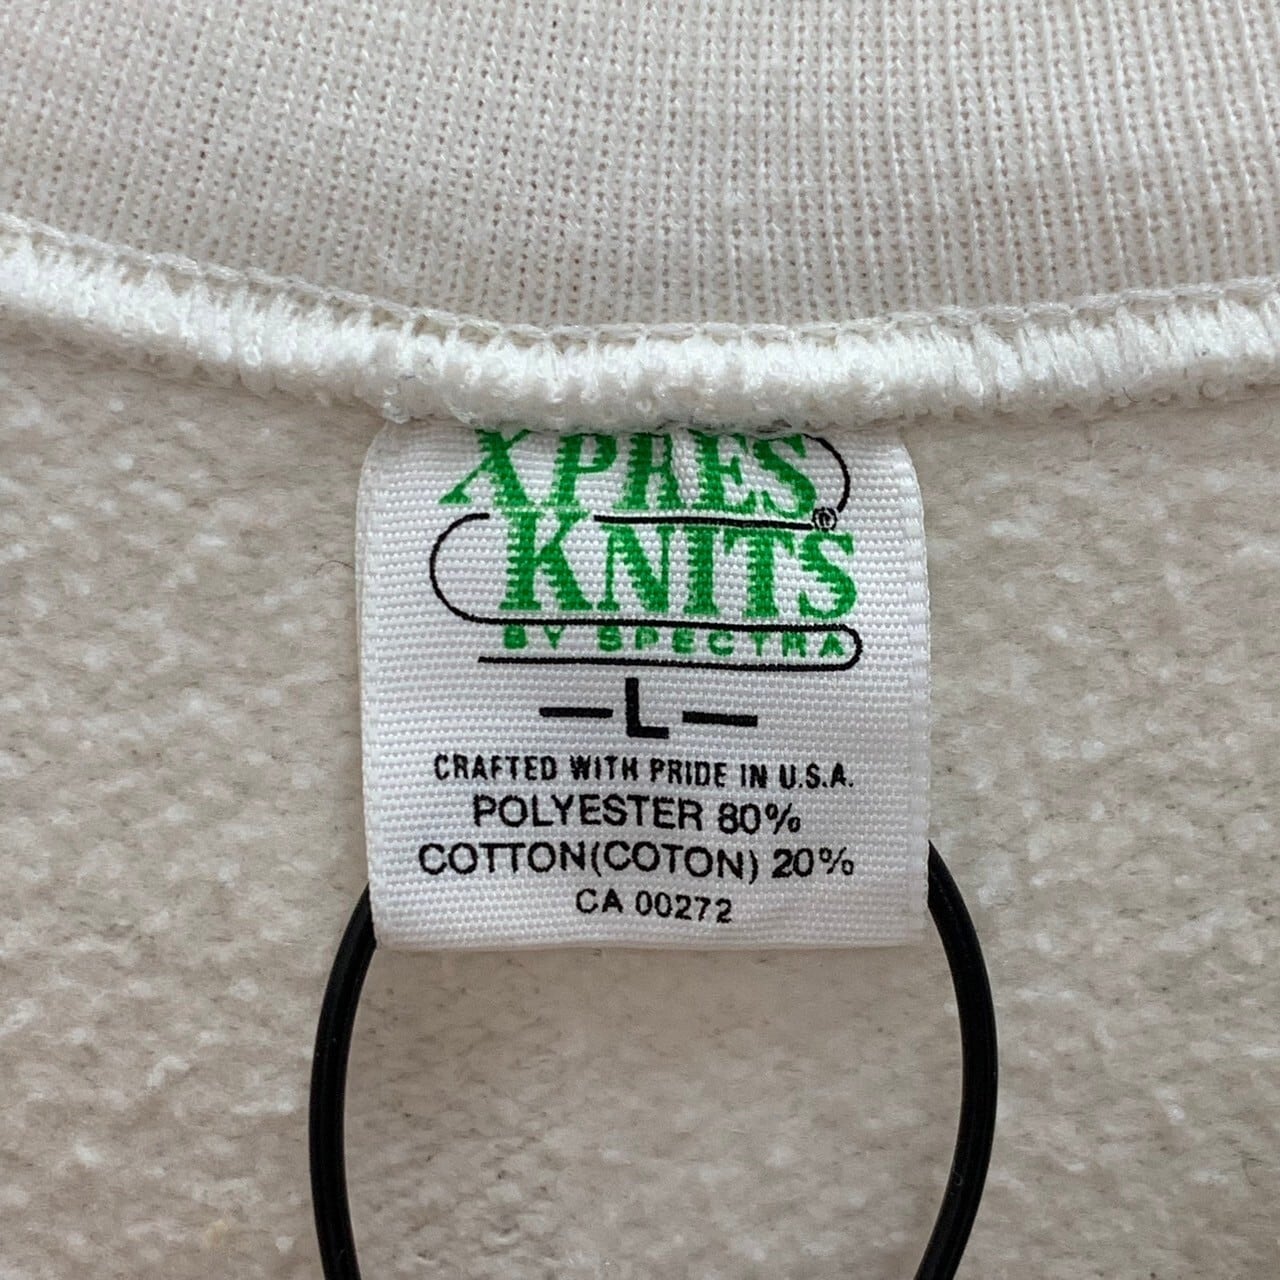 XPRES
®
KNITS
BY SPECTRA
—L—
CRAFTED WITH PRIDE IN U.S.A.
POLYESTER 80%
COTTON(COTON) 20%
CA 00272